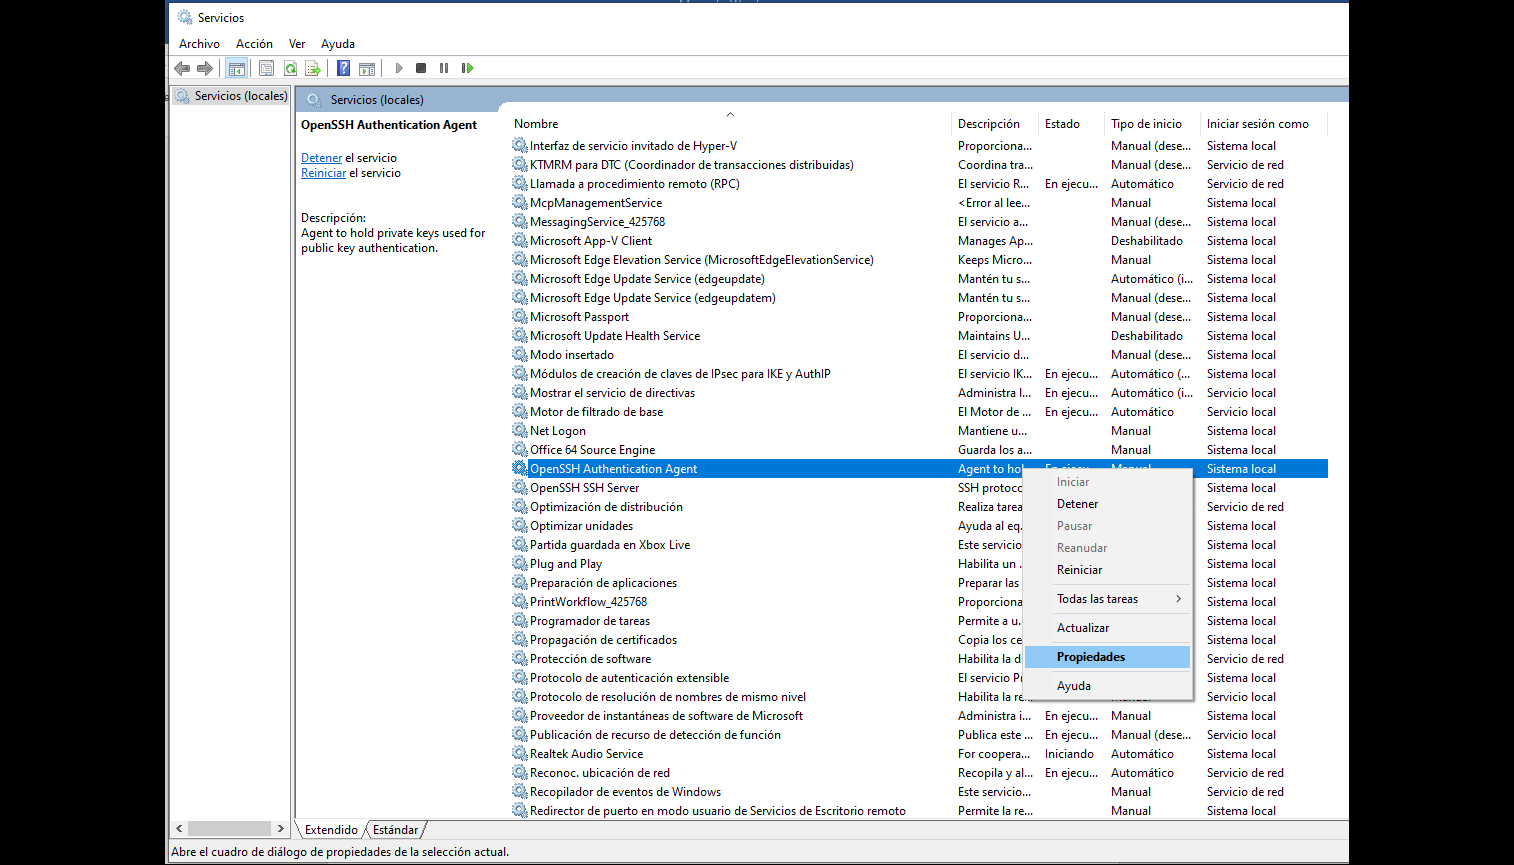 Servicios
Archivo Acción Ver Ayuda
Servicios (locales)
Servicios (locales)
OpenSSH Authentication Agent
Detener el servicio
Reiniciar el servicio
Descripción:
Agent to hold private keys used for
public key authentication.
Nombre Descripción Estado Tipo de inicio Iniciar sesión como
Interfaz de servicio invitado de Hyper-V Proporciona... Manual (dese... Sistema local
KTMRM para DTC (Coordinador de transacciones distribuidas) Coordina tra... Manual (dese... Servicio de red
Llamada a procedimiento remoto (RPC) El servicio R... En ejecu... Automático Servicio de red
McpManagementService <Error al lee... Manual Sistema local
MessagingService_425768 El servicio a... Manual (dese... Sistema local
Microsoft App-V Client Manages Ap... Deshabilitado Sistema local
Microsoft Edge Elevation Service (MicrosoftEdgeElevationService) Keeps Micro... Manual Sistema local
Microsoft Edge Update Service (edgeupdate) Mantén tu s... Automático (i... Sistema local
Microsoft Edge Update Service (edgeupdatem) Mantén tu s... Manual (dese... Sistema local
Microsoft Passport Proporciona... Manual (dese... Sistema local
Microsoft Update Health Service Maintains U... Deshabilitado Sistema local
Modo insertado El servicio d... Manual (dese... Sistema local
Módulos de creación de claves de IPsec para IKE y AuthIP El servicio IK... En ejecu... Automático (... Sistema local
Mostrar el servicio de directivas Administra l... En ejecu... Automático (i... Servicio local
Motor de filtrado de base El Motor de ... En ejecu... Automático Servicio local
Net Logon Mantiene u... Manual Sistema local
Office 64 Source Engine Guarda los a... Manual Sistema local
OpenSSH Authentication Agent Agent to hol En ejecu... Manual Sistema local
OpenSSH SSH Server SSH protoco Sistema local
Optimización de distribución Realiza tarea Servicio de red
Optimizar unidades Ayuda al eq. Sistema local
Partida guardada en Xbox Live Este servicio Sistema local
Plug and Play Habilita un . Sistema local
Preparación de aplicaciones Preparar las Sistema local
PrintWorkflow_425768 Proporciona Sistema local
Programador de tareas Permite a u. Sistema local
Propagación de certificados Copia los ce Sistema local
Protección de software Habilita la d Servicio de red
Protocolo de autenticación extensible El servicio Pr Sistema local
Protocolo de resolución de nombres de mismo nivel Habilita la re... Servicio local
Proveedor de instantáneas de software de Microsoft Administra i... En ejecu... Manual Sistema local
Publicación de recurso de detección de función Publica este ... En ejecu... Manual (dese... Servicio local
Realtek Audio Service For coopera... Iniciando Automático Sistema local
Reconoc. ubicación de red Recopila y al... En ejecu... Automático Servicio de red
Recopilador de eventos de Windows Este servicio... Manual Servicio de red
Redirector de puerto en modo usuario de Servicios de Escritorio remoto Permite la re... Manual Sistema local
Iniciar
Detener
Pausar
Reanudar
Reiniciar
Todas las tareas
Actualizar
Propiedades
Ayuda
Extendido Estándar
Abre el cuadro de diálogo de propiedades de la selección actual.